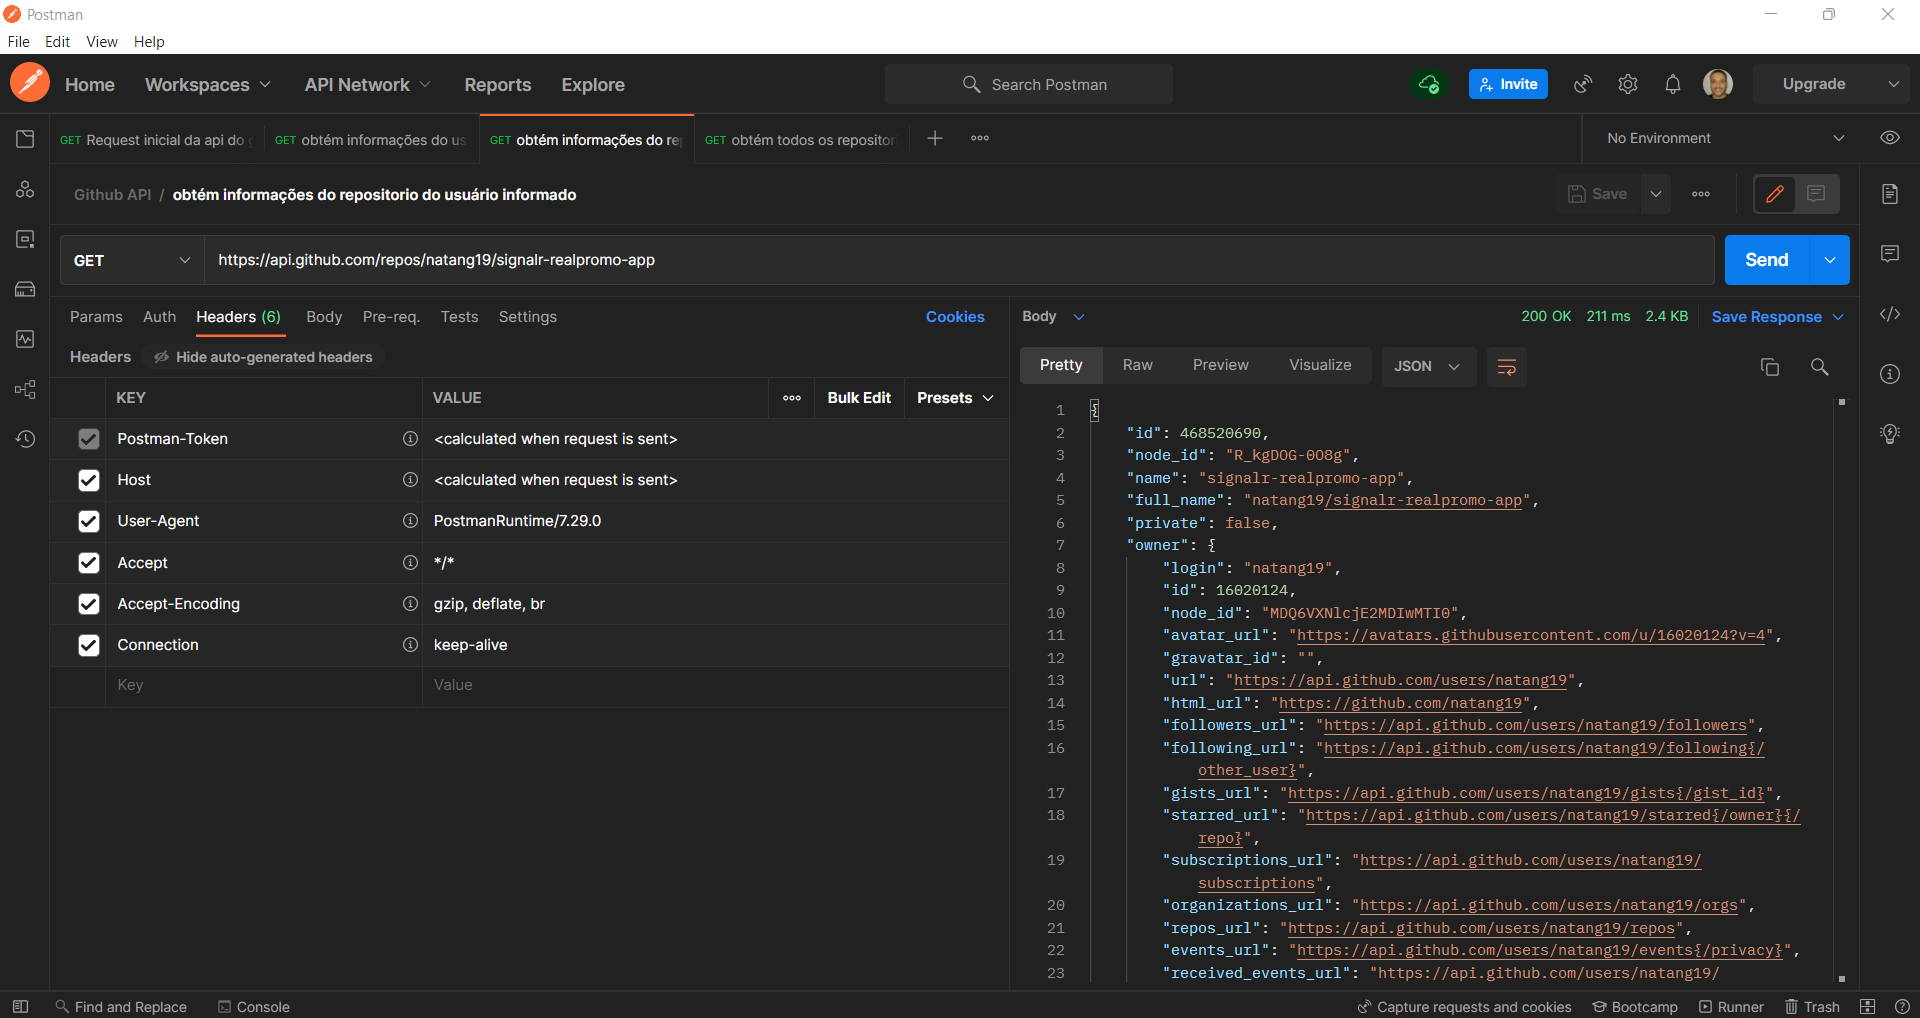 Postman
File Edit View Help
Home Workspaces API Network Reports Explore Search Postman Invite Upgrade
GET Request inicial da api do GET obtém informações do us GET obtém informações do re GET obtém todos os repositori No Environment
Github API / obtém informações do repositorio do usuário informado Save
GET https://api.github.com/repos/natang19/signalr-realpromo-app Send
Params Auth Headers (6) Body Pre-req. Tests Settings Cookies
Headers Hide auto-generated headers
KEY VALUE Bulk Edit Presets
Postman-Token <calculated when request is sent>
Host <calculated when request is sent>
User-Agent PostmanRuntime/7.29.0
Accept */*
Accept-Encoding gzip, deflate, br
Connection keep-alive
Key Value
Body 200 OK 211 ms 2.4 KB Save Response
Pretty Raw Preview Visualize JSON
1 {
2 "id": 468520690,
3 "node_id": "R_kgDOG-0O8g",
4 "name": "signalr-realpromo-app",
5 "full_name": "natang19/signalr-realpromo-app",
6 "private": false,
7 "owner": {
8 "login": "natang19",
9 "id": 16020124,
10 "node_id": "MDQ6VXNlcjE2MDIwMTI0",
11 "avatar_url": "https://avatars.githubusercontent.com/u/16020124?v=4",
12 "gravatar_id": "",
13 "url": "https://api.github.com/users/natang19",
14 "html_url": "https://github.com/natang19",
15 "followers_url": "https://api.github.com/users/natang19/followers",
16 "following_url": "https://api.github.com/users/natang19/following{/
other_user}",
17 "gists_url": "https://api.github.com/users/natang19/gists{/gist_id}",
18 "starred_url": "https://api.github.com/users/natang19/starred{/owner}{/
repo}",
19 "subscriptions_url": "https://api.github.com/users/natang19/
subscriptions",
20 "organizations_url": "https://api.github.com/users/natang19/orgs",
21 "repos_url": "https://api.github.com/users/natang19/repos",
22 "events_url": "https://api.github.com/users/natang19/events{/privacy}",
23 "received_events_url": "https://api.github.com/users/natang19/
Find and Replace Console Capture requests and cookies Bootcamp Runner Trash